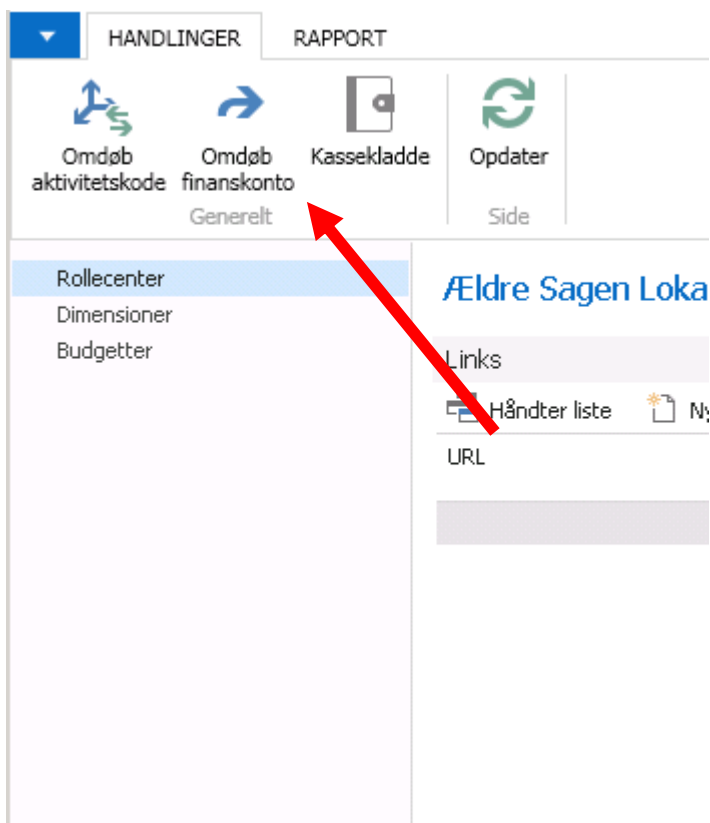 HANDLINGER RAPPORT
Omdøb aktivitetskode
Omdøb finanskonto
Kassekladde
Opdater
Generelt
Side
Rollecenter
Dimensioner
Budgetter
Ældre Sagen Loka
Links
Håndter liste
Ny
URL